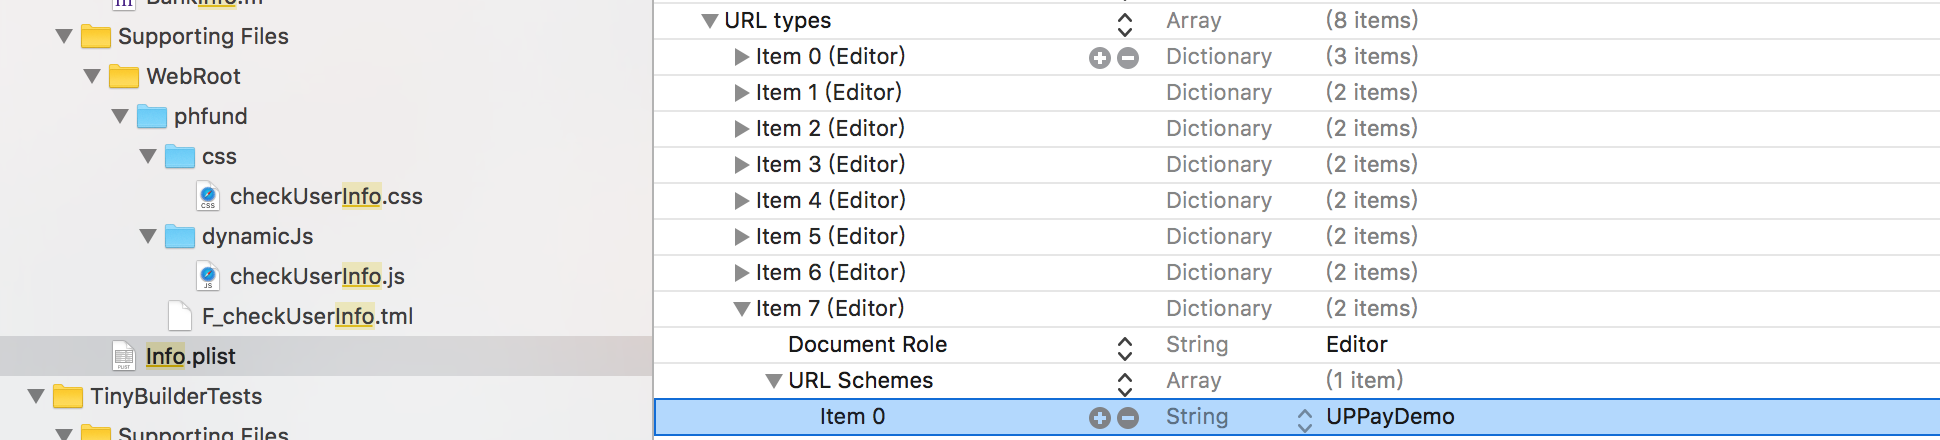 BankInfo.m
Supporting Files
WebRoot
phfund
css
checkUserInfo.css
dynamicJs
checkUserInfo.js
F_checkUserInfo.tml
Info.plist
TinyBuilderTests
Supporting Files
URL types Array (8 items)
Item 0 (Editor) Dictionary (3 items)
Item 1 (Editor) Dictionary (2 items)
Item 2 (Editor) Dictionary (2 items)
Item 3 (Editor) Dictionary (2 items)
Item 4 (Editor) Dictionary (2 items)
Item 5 (Editor) Dictionary (2 items)
Item 6 (Editor) Dictionary (2 items)
Item 7 (Editor) Dictionary (2 items)
Document Role String Editor
URL Schemes Array (1 item)
Item 0 String UPPayDemo